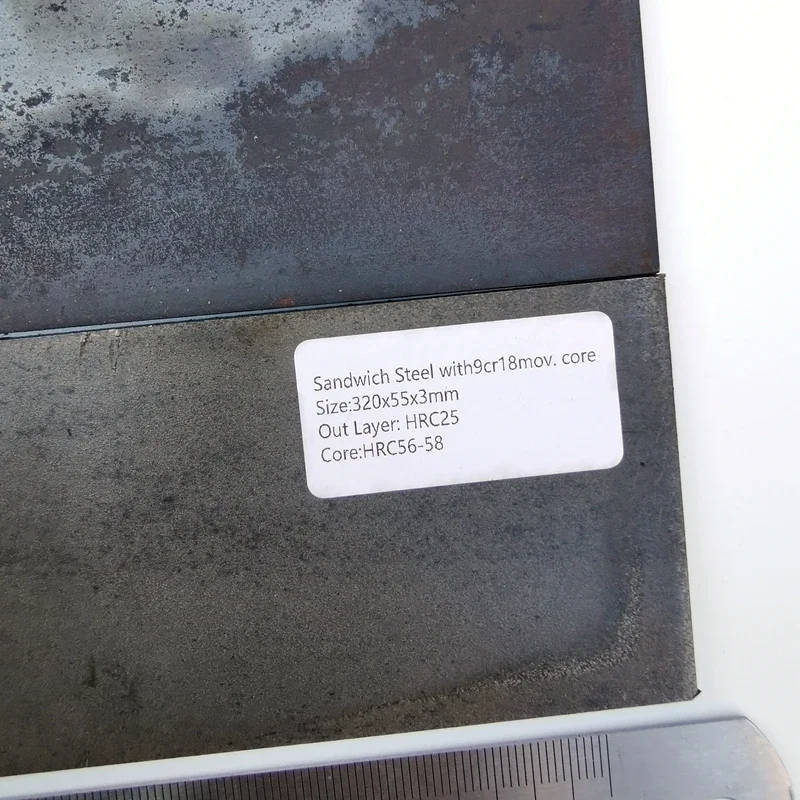 Sandwich Steel with9cr18mov. core
Size:320x55x3mm
Out Layer: HRC25
Core:HRC56-58